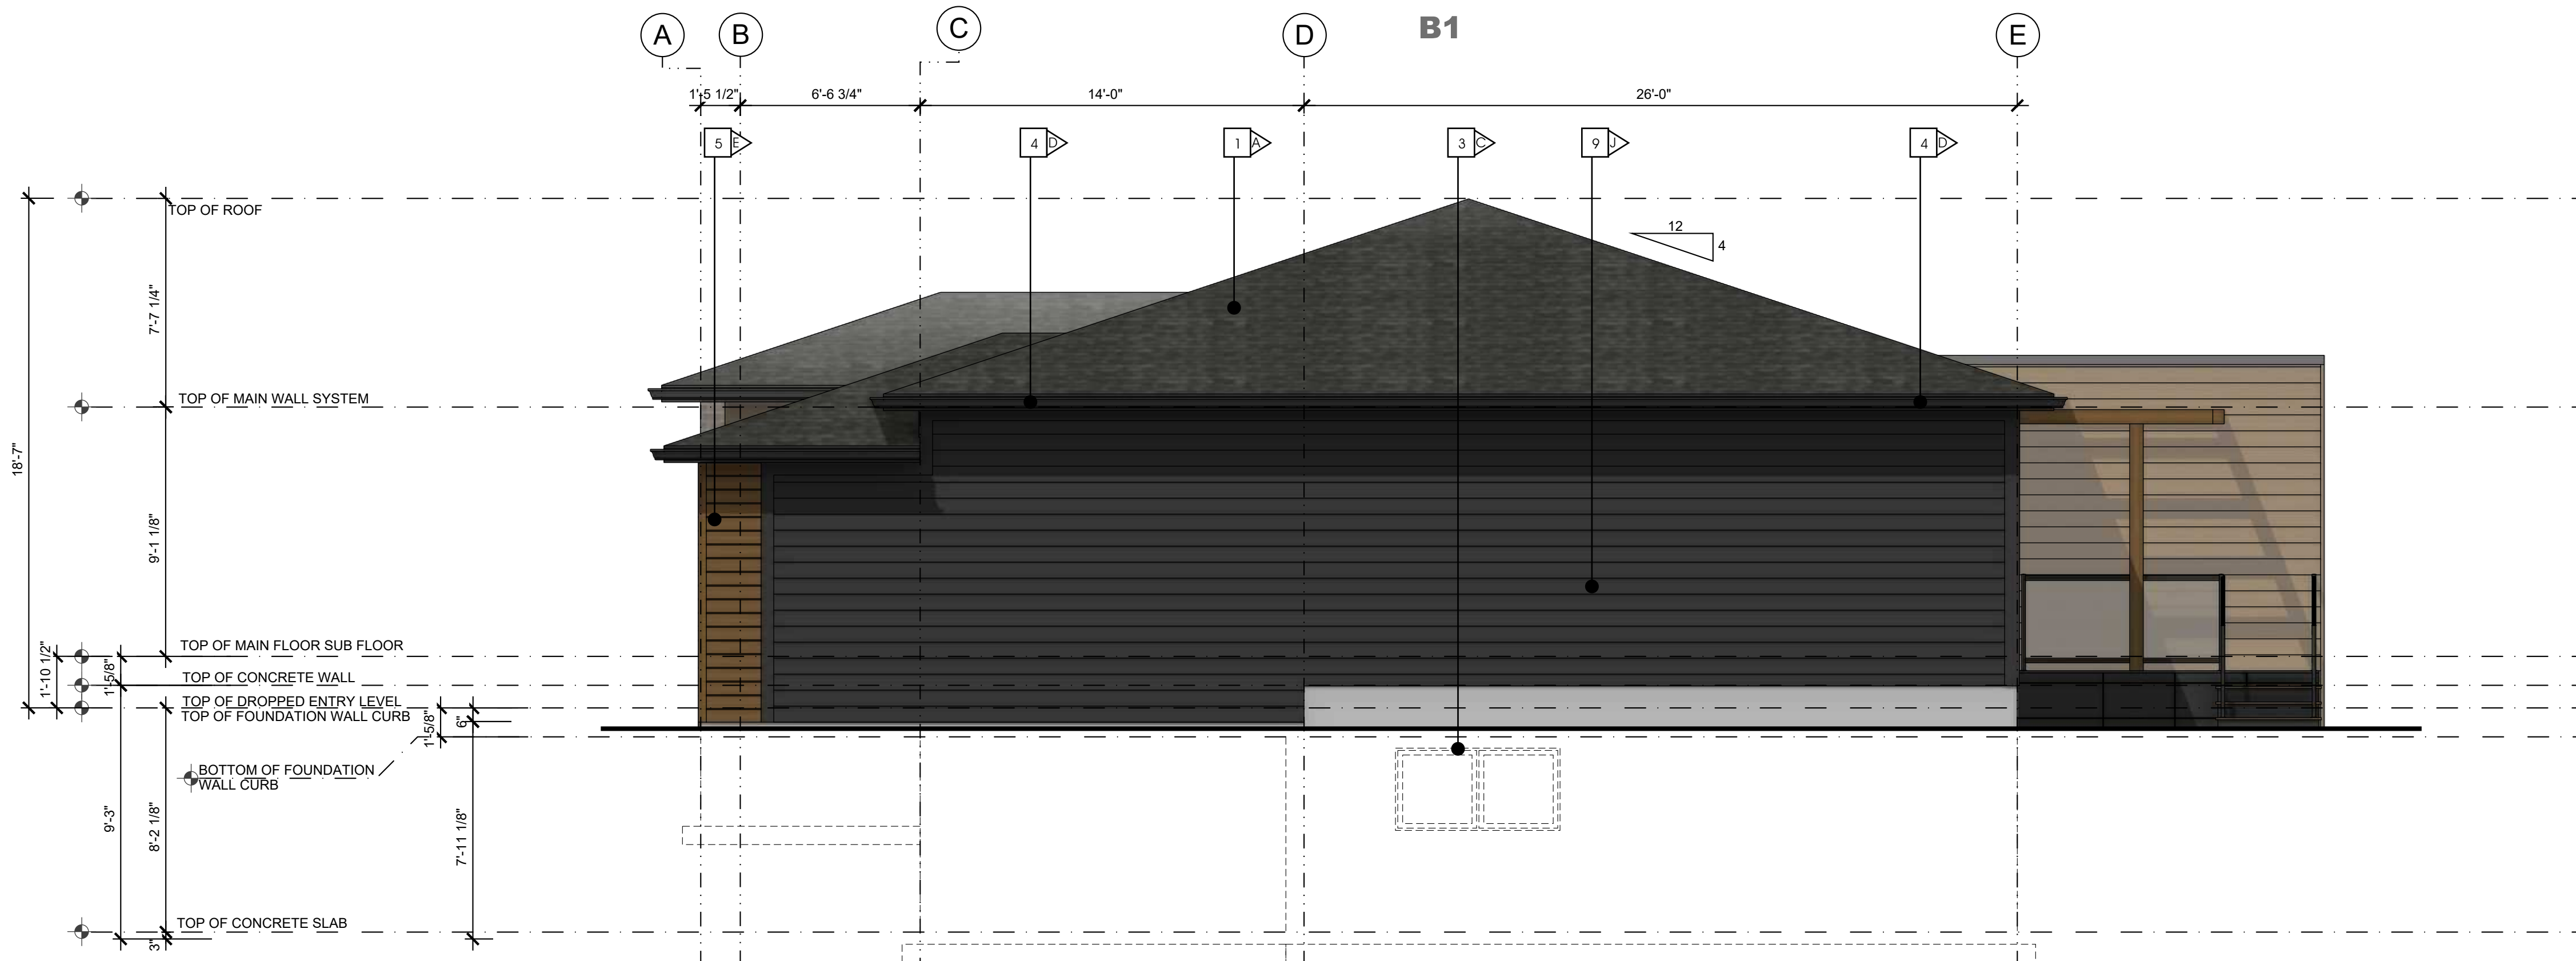 A
B
C
D
B1
E
1'-5 1/2"
6'-6 3/4"
14'-0"
26'-0"
5 E
4 D
1 A
3 C
9 J
4 D
TOP OF ROOF
12
4
7'-7 1/4"
TOP OF MAIN WALL SYSTEM
18'-7"
9'-1 1/8"
TOP OF MAIN FLOOR SUB FLOOR
1'-10 1/2"
1'-5/8"
TOP OF CONCRETE WALL
TOP OF DROPPED ENTRY LEVEL
TOP OF FOUNDATION WALL CURB
1'-5/8"
6"
BOTTOM OF FOUNDATION
WALL CURB
9'-3"
8'-2 1/8"
7'-11 1/8"
TOP OF CONCRETE SLAB
3"